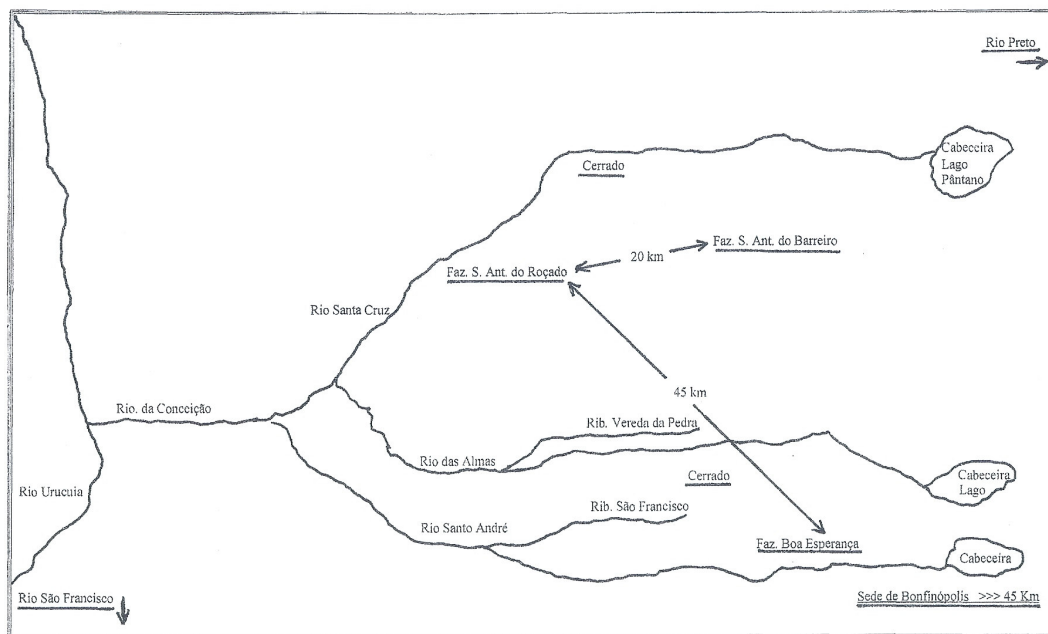 Rio Preto
Cabeceira
Lago
Pântano
Cerrado
Faz. S. Ant. do Barreiro
20 km
Faz. S. Ant. do Roçado
Rio Santa Cruz
45 km
Rio. da Conceição
Rib. Vereda da Pedra
Rio das Almas
Cerrado
Cabeceira
Lago
Rio Urucuia
Rib. São Francisco
Rio Santo André
Faz. Boa Esperança
Cabeceira
Rio São Francisco
Sede de Bonfinópolis >>> 45 Km